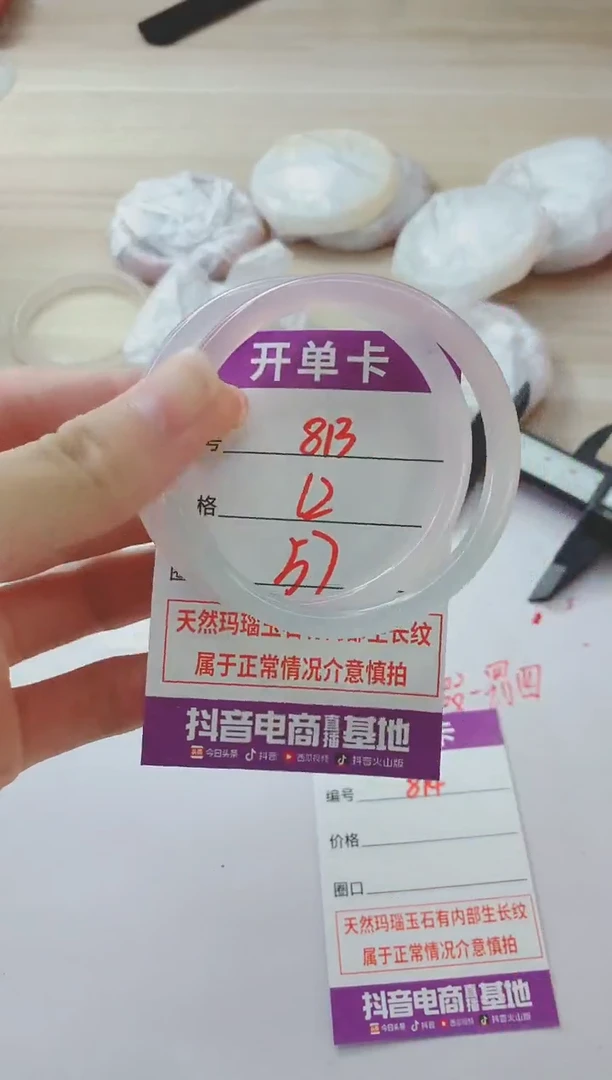 开单卡
号 813
格 12
57
天然玛瑙玉石有内部生长纹
属于正常情况介意慎拍
抖音电商直播基地
今日头条 抖音 西瓜视频 抖音火山版
卡
编号 814
价格
圈口
天然玛瑙玉石有内部生长纹
属于正常情况介意慎拍
抖音电商直播基地
今日头条 抖音 西瓜视频 抖音火山版